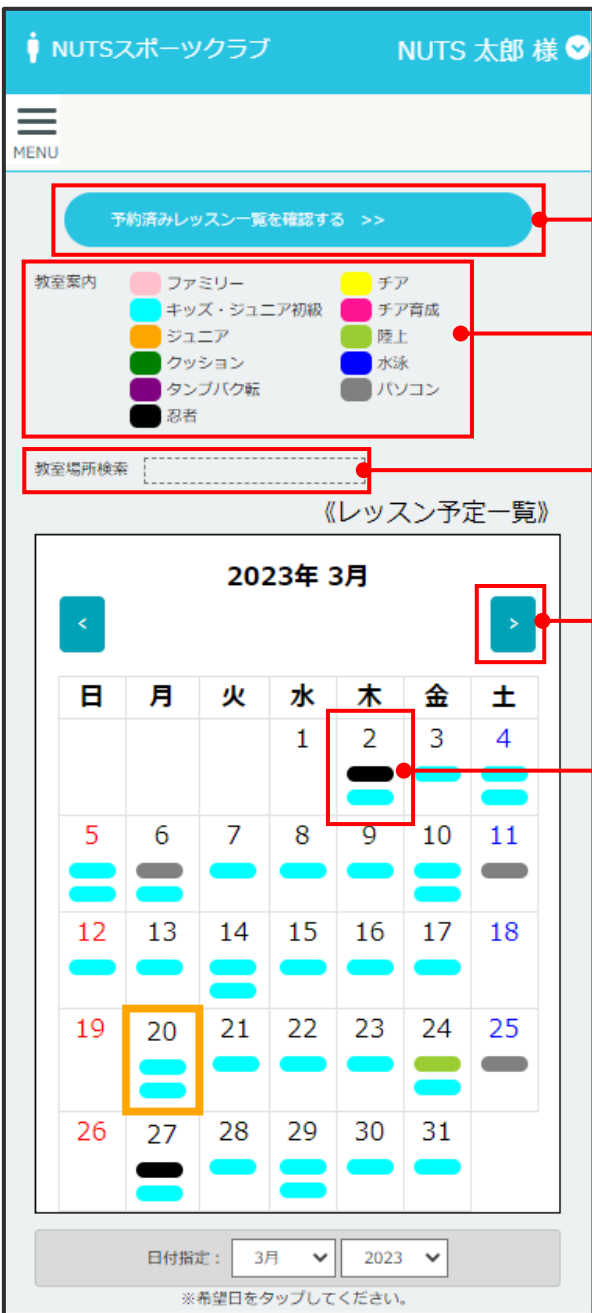 NUTSスポーツクラブ NUTS 太郎 様
MENU
予約済みレッスン一覧を確認する >>
教室案内 ファミリー チア
キッズ・ジュニア初級 チア育成
ジュニア 陸上
クッション 水泳
タンブバク転 パソコン
忍者
教室場所検索
《レッスン予定一覧》
2023年 3月
< >
日 月 火 水 木 金 土
1 2 3 4
5 6 7 8 9 10 11
12 13 14 15 16 17 18
19 20 21 22 23 24 25
26 27 28 29 30 31
日付指定： 3月 2023
※希望日をタップしてください。